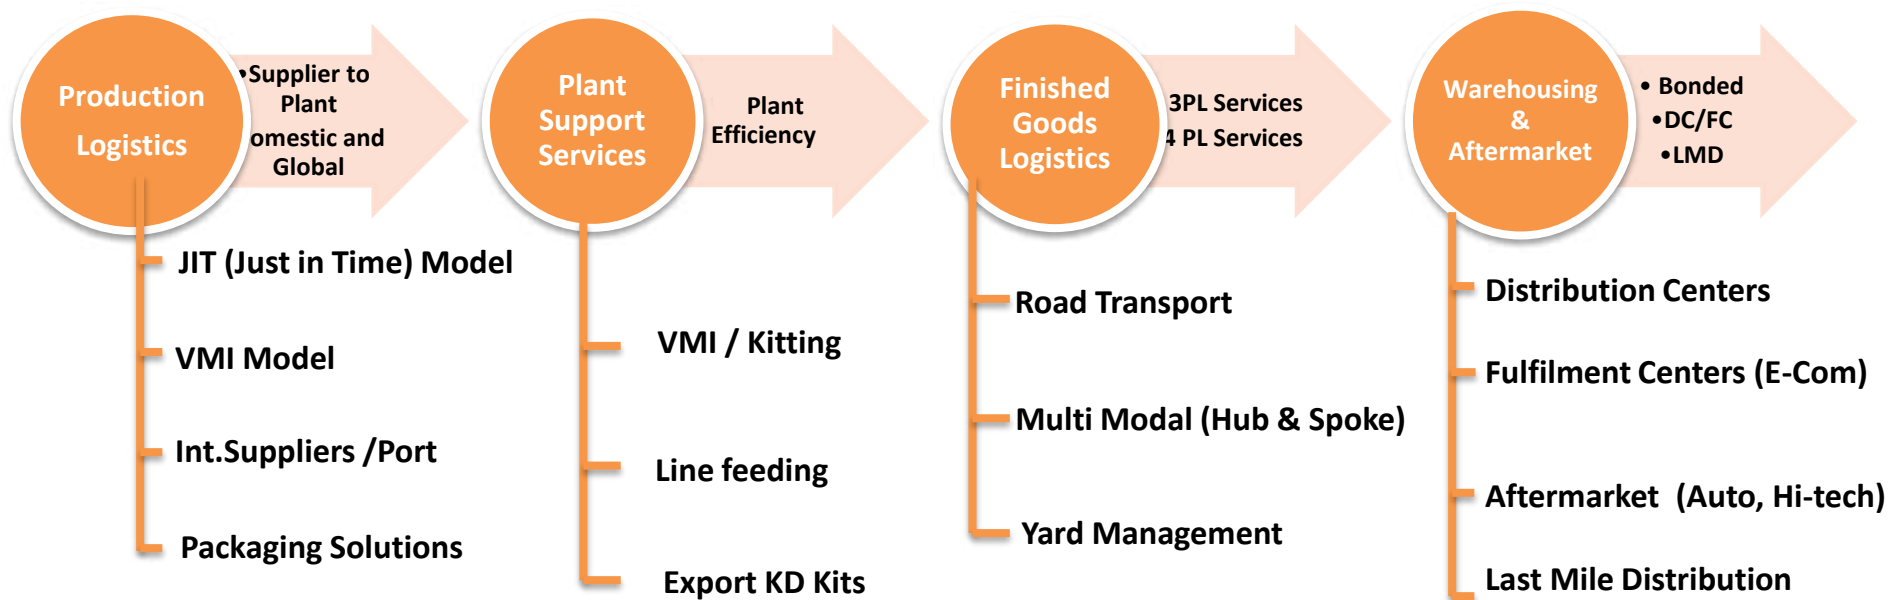 Production
Logistics
•Supplier to
Plant
omestic and
Global
JIT (Just in Time) Model
VMI Model
Int.Suppliers /Port
Packaging Solutions
Plant
Support
Services
Plant
Efficiency
VMI / Kitting
Line feeding
Export KD Kits
Finished
Goods
Logistics
3PL Services
4 PL Services
Road Transport
Multi Modal (Hub & Spoke)
Yard Management
Warehousing
&
Aftermarket
• Bonded
•DC/FC
•LMD
Distribution Centers
Fulfilment Centers (E-Com)
Aftermarket (Auto, Hi-tech)
Last Mile Distribution